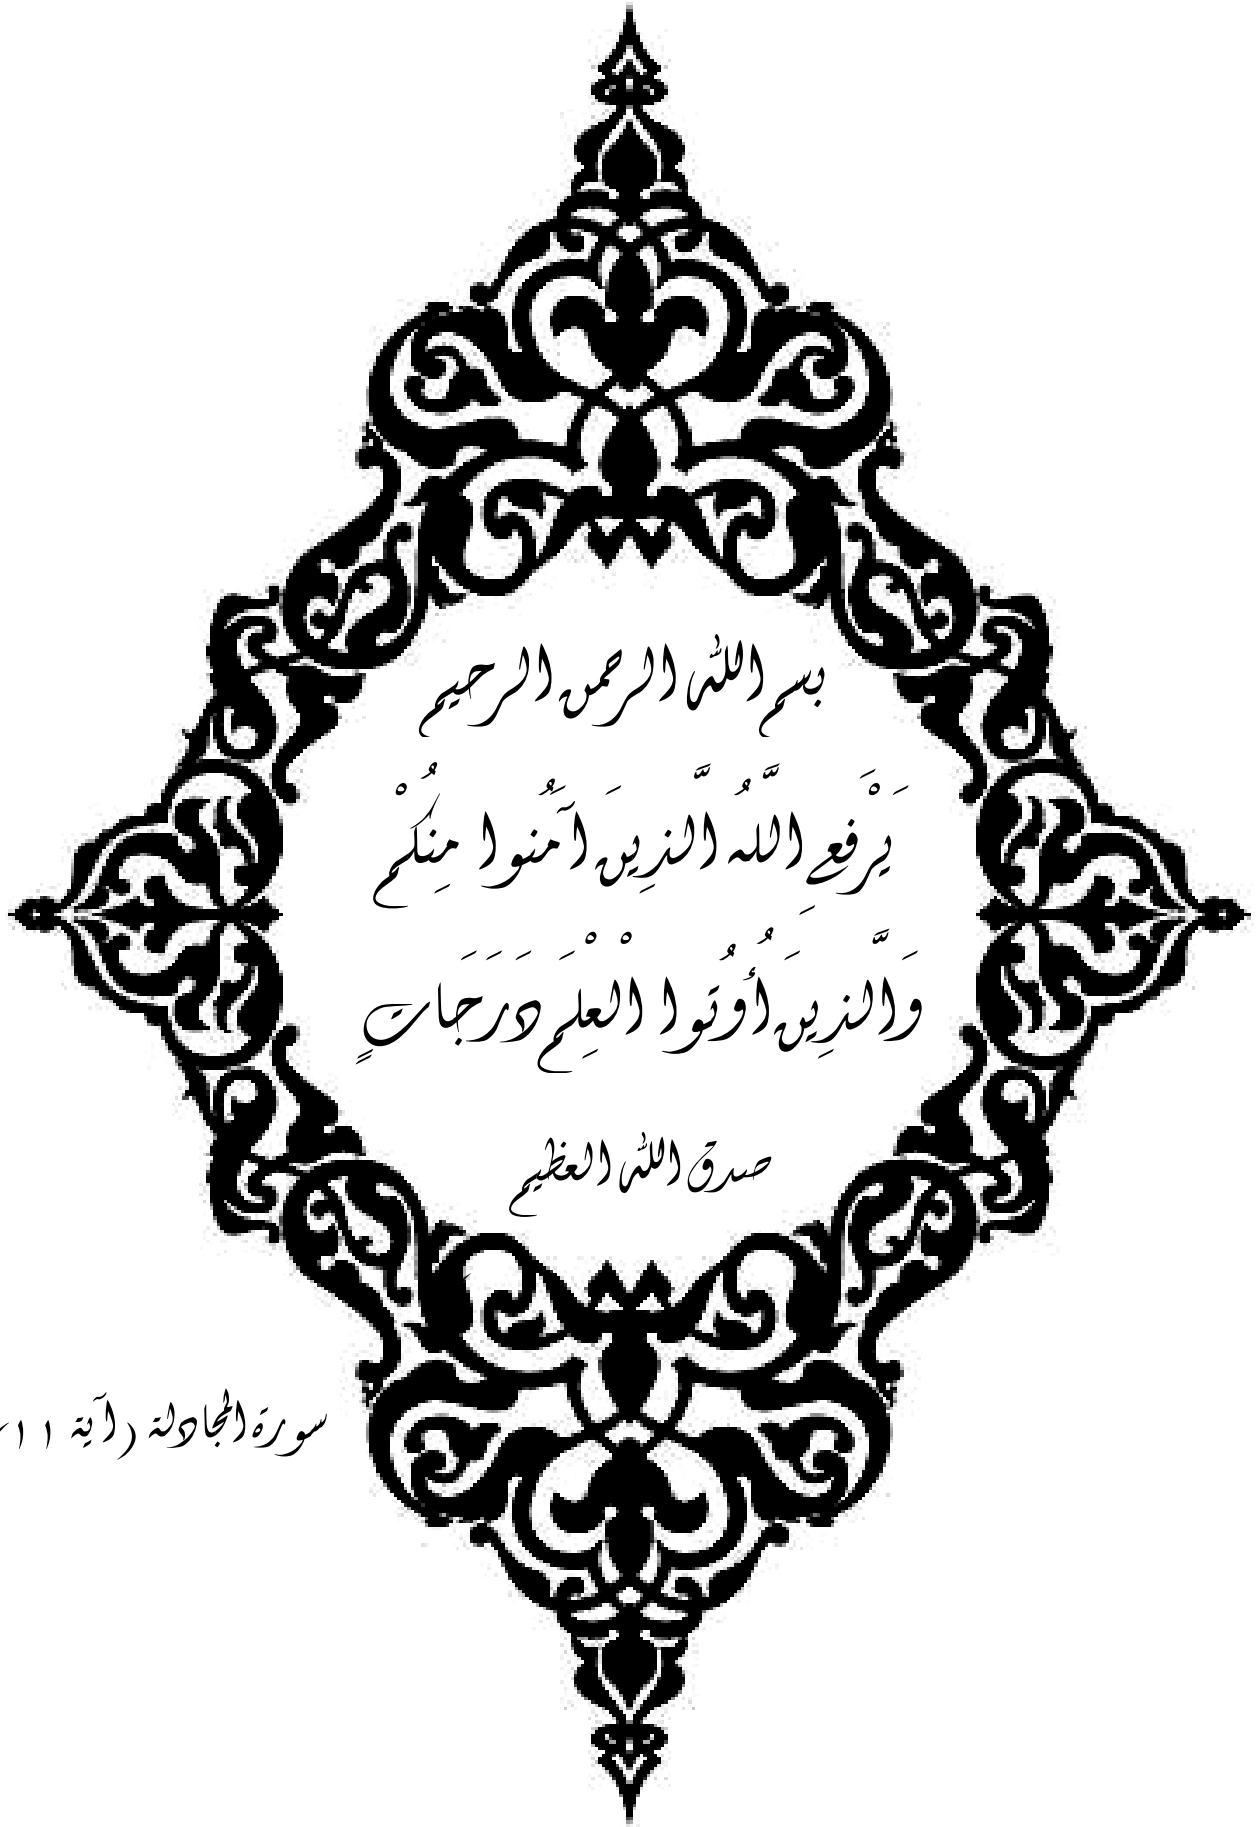 بسم الله الرحمن الرحيم
يَرْفَعِ اللَّهُ الَّذِينَ آمَنُوا مِنكُمْ
وَالَّذِينَ أُوتُوا الْعِلْمَ دَرَجَاتٍ
صدق الله العظيم
سورة المجادلة (آية ١١